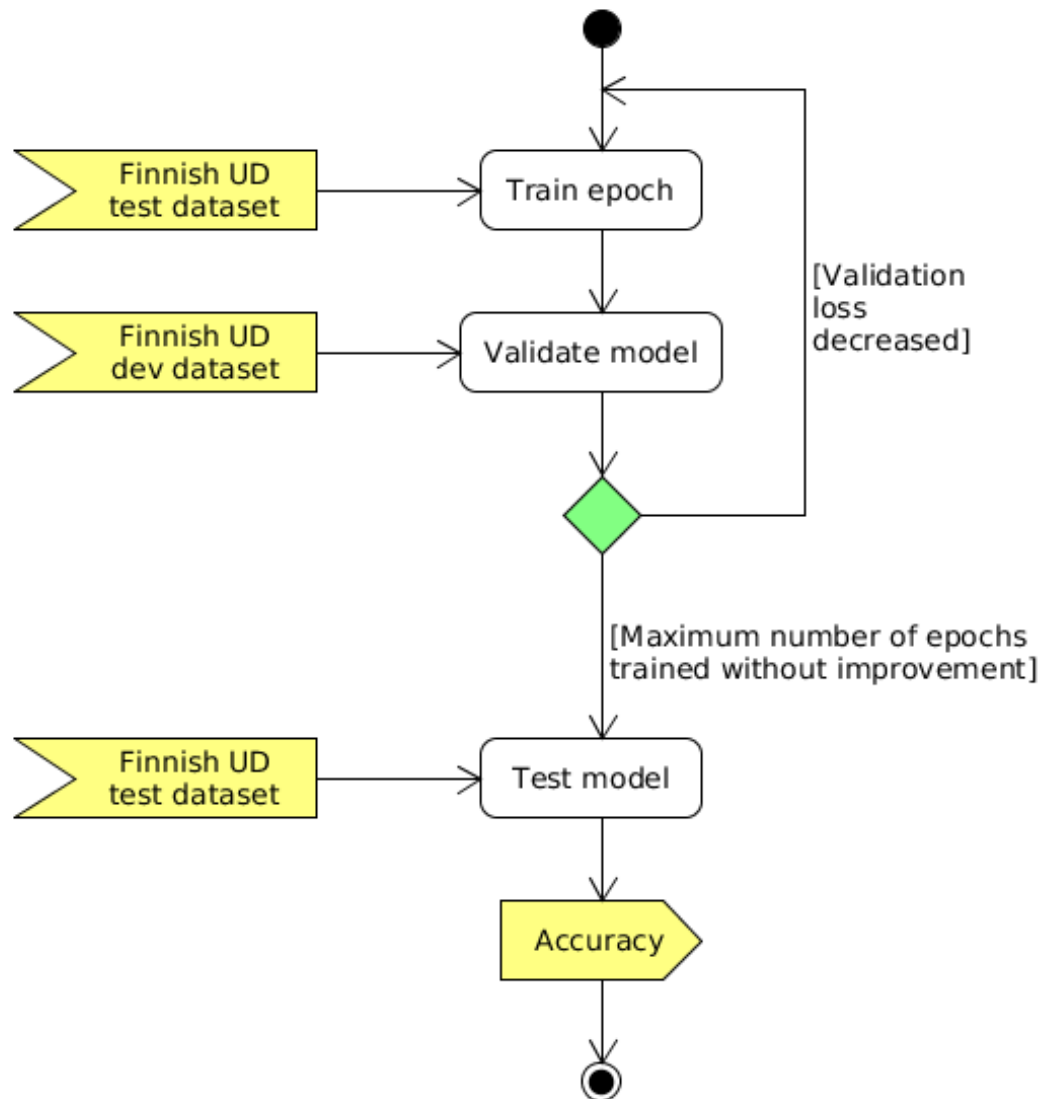 Finnish UD
test dataset
Train epoch
[Validation
loss
decreased]
Finnish UD
dev dataset
Validate model
[Maximum number of epochs
trained without improvement]
Finnish UD
test dataset
Test model
Accuracy